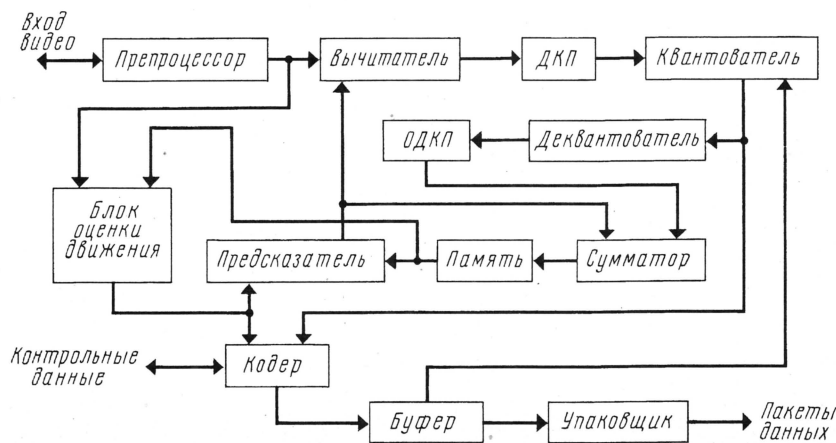 Вход
видео
Препроцессор
Вычитатель
ДКП
Квантователь
ОДКП
Деквантователь
Блок
оценки
движения
Предсказатель
Память
Сумматор
Контрольные
данные
Кодер
Буфер
Упаковщик
Пакеты
данных